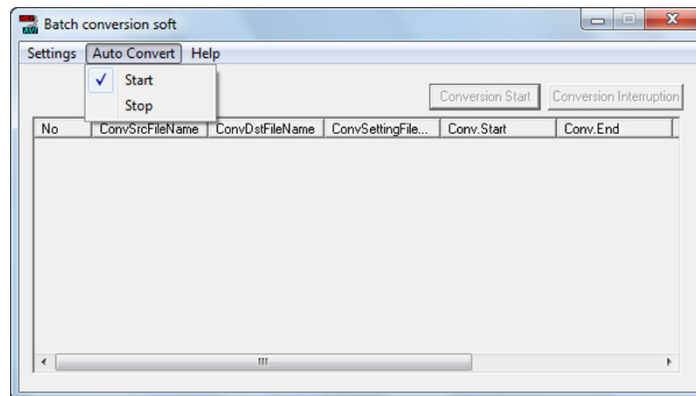 Batch conversion soft
Settings Auto Convert Help
Start
Stop
Conversion Start Conversion Interruption
No ConvSrcFileName ConvDstFileName ConvSettingFile... Conv.Start Conv.End